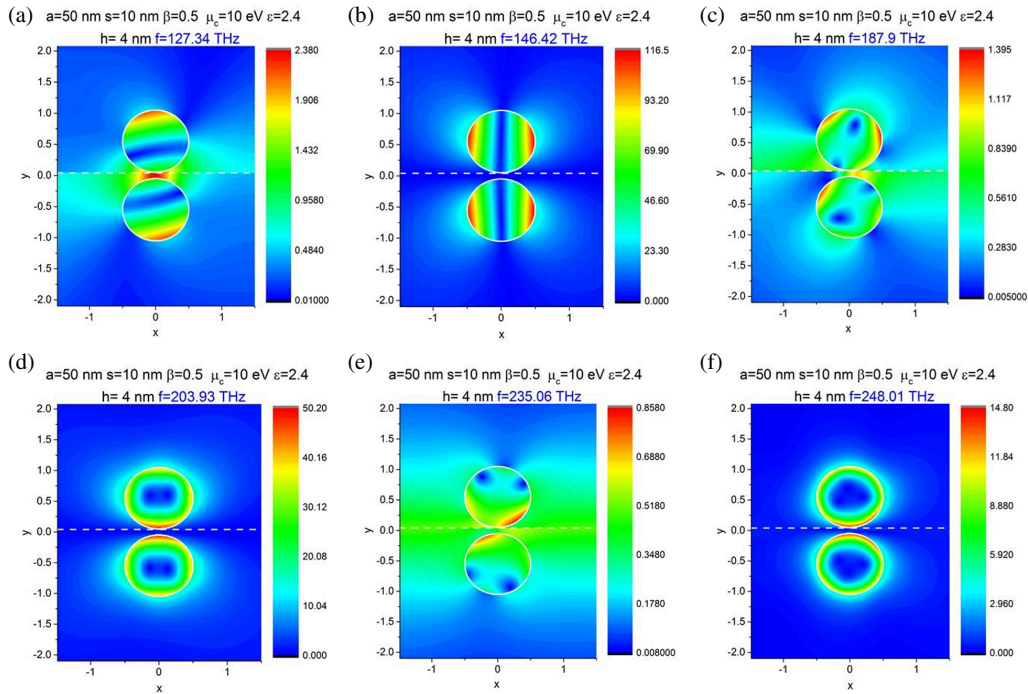 (a)
a=50 nm s=10 nm β=0.5 μc=10 eV ε=2.4
h= 4 nm f=127.34 THz
2.0
1.5
1.0
0.5
0.0
-0.5
-1.0
-1.5
-2.0
y
-1 0 1
x
2.380
1.906
1.432
0.9580
0.4840
0.01000
(b)
a=50 nm s=10 nm β=0.5 μc=10 eV ε=2.4
h= 4 nm f=146.42 THz
2.0
1.5
1.0
0.5
0.0
-0.5
-1.0
-1.5
-2.0
y
-1 0 1
x
116.5
93.20
69.90
46.60
23.30
0.000
(c)
a=50 nm s=10 nm β=0.5 μc=10 eV ε=2.4
h= 4 nm f=187.9 THz
2.0
1.5
1.0
0.5
0.0
-0.5
-1.0
-1.5
-2.0
y
-1 0 1
x
1.395
1.117
0.8390
0.5610
0.2830
0.005000
(d)
a=50 nm s=10 nm β=0.5 μc=10 eV ε=2.4
h= 4 nm f=203.93 THz
2.0
1.5
1.0
0.5
0.0
-0.5
-1.0
-1.5
-2.0
y
-1 0 1
x
50.20
40.16
30.12
20.08
10.04
0.000
(e)
a=50 nm s=10 nm β=0.5 μc=10 eV ε=2.4
h= 4 nm f=235.06 THz
2.0
1.5
1.0
0.5
0.0
-0.5
-1.0
-1.5
-2.0
y
-1 0 1
x
0.8580
0.6880
0.5180
0.3480
0.1780
0.008000
(f)
a=50 nm s=10 nm β=0.5 μc=10 eV ε=2.4
h= 4 nm f=248.01 THz
2.0
1.5
1.0
0.5
0.0
-0.5
-1.0
-1.5
-2.0
y
-1 0 1
x
14.80
11.84
8.880
5.920
2.960
0.000